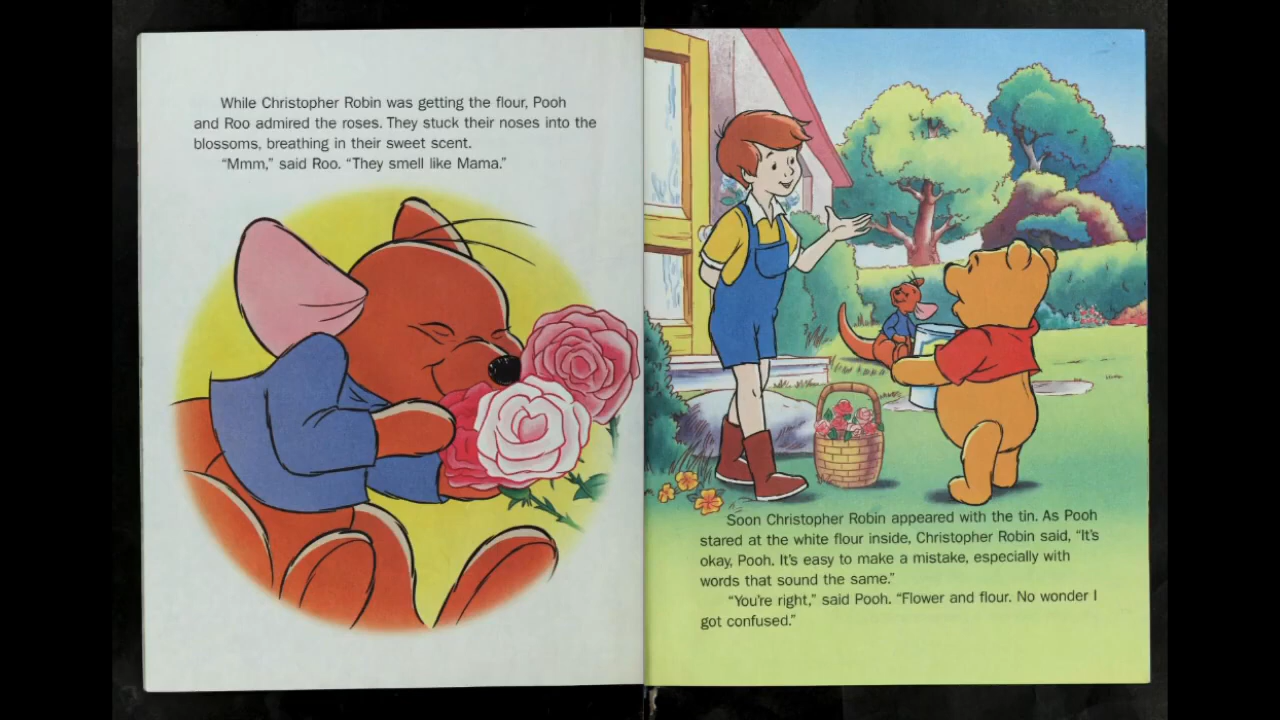 While Christopher Robin was getting the flour, Pooh
and Roo admired the roses. They stuck their noses into the
blossoms, breathing in their sweet scent.
“Mmm,” said Roo. “They smell like Mama.”
Soon Christopher Robin appeared with the tin. As Pooh
stared at the white flour inside, Christopher Robin said, “It’s
okay, Pooh. It’s easy to make a mistake, especially with
words that sound the same.”
“You’re right,” said Pooh. “Flower and flour. No wonder I
got confused.”